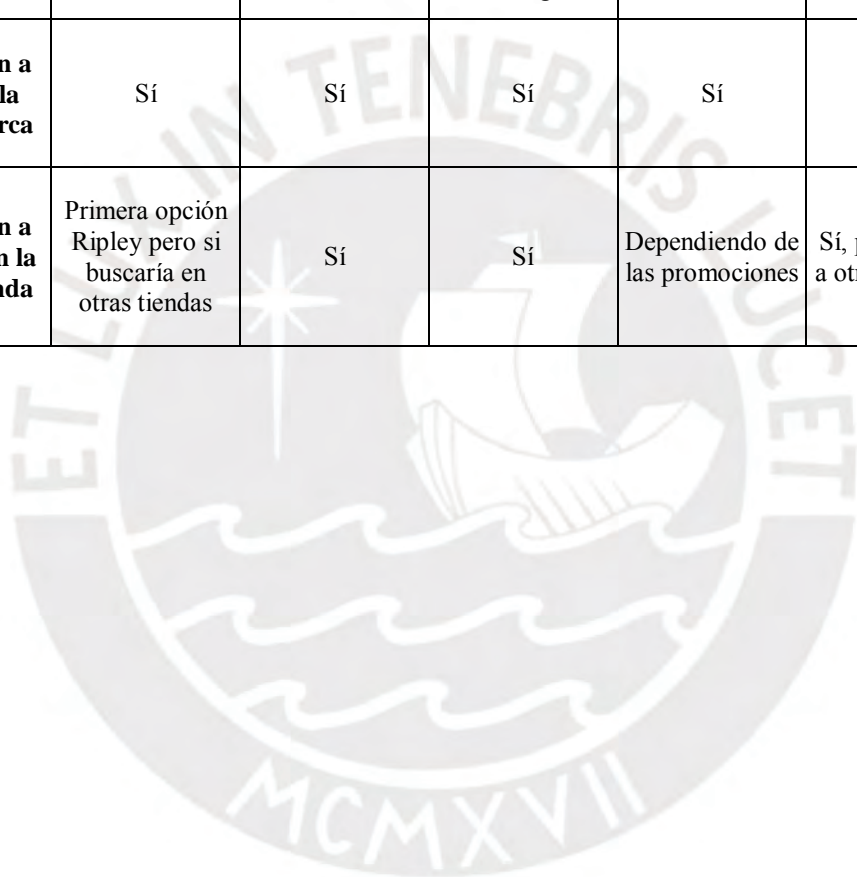 n a
la
rca
Sí
Sí
Sí
Sí
n a
n la
nda
Primera opción
Ripley pero si
buscaría en
otras tiendas
Sí
Sí
Dependiendo de
las promociones
Sí,
a
ET LUX IN TENEBRIS LUCET
MCMXVII